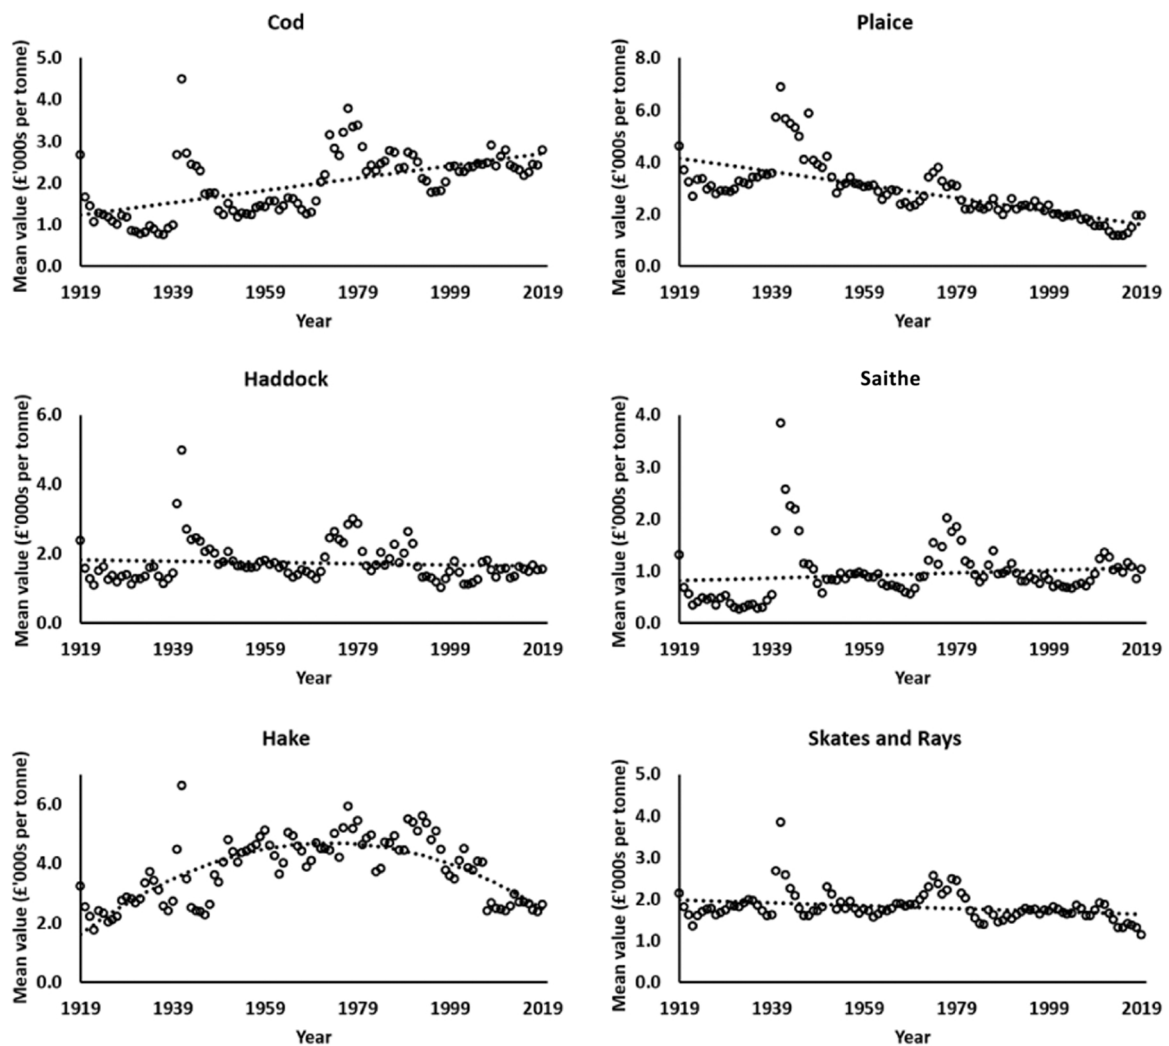 Cod
Mean value (£'000s per tonne)
5.0
4.0
3.0
2.0
1.0
0.0
1919 1939 1959 1979 1999 2019
Year
Plaice
Mean value (£'000s per tonne)
8.0
6.0
4.0
2.0
0.0
1919 1939 1959 1979 1999 2019
Year
Haddock
Mean value (£'000s per tonne)
6.0
4.0
2.0
0.0
1919 1939 1959 1979 1999 2019
Year
Saithe
Mean value (£'000s per tonne)
4.0
3.0
2.0
1.0
0.0
1919 1939 1959 1979 1999 2019
Year
Hake
Mean value (£'000s per tonne)
6.0
4.0
2.0
0.0
1919 1939 1959 1979 1999 2019
Year
Skates and Rays
Mean value (£'000s per tonne)
5.0
4.0
3.0
2.0
1.0
0.0
1919 1939 1959 1979 1999 2019
Year